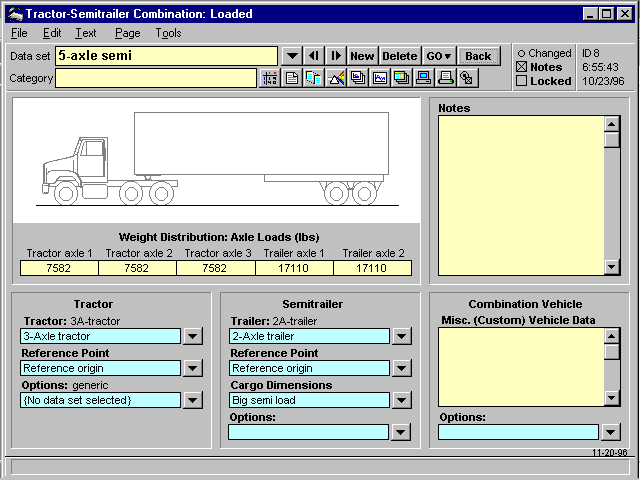 Tractor-Semitrailer Combination: Loaded
File Edit Text Page Tools
Data set 5-axle semi New Delete GO Back Changed ID 8
Notes 6:55:43
Category Locked 10/23/96
Notes
Weight Distribution: Axle Loads (lbs)
Tractor axle 1 Tractor axle 2 Tractor axle 3 Trailer axle 1 Trailer axle 2
7582 7582 7582 17110 17110
Tractor
Tractor: 3A-tractor
3-Axle tractor
Reference Point
Reference origin
Options: generic
{No data set selected}
Semitrailer
Trailer: 2A-trailer
2-Axle trailer
Reference Point
Reference origin
Cargo Dimensions
Big semi load
Options:
Combination Vehicle
Misc. (Custom) Vehicle Data
Options:
11-20-96